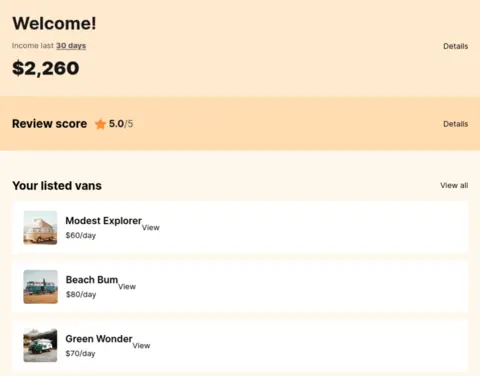 Welcome!
Income last 30 days
Details
$2,260
Review score 5.0/5
Details
Your listed vans
View all
Modest Explorer
View
$60/day
Beach Bum
View
$80/day
Green Wonder
View
$70/day